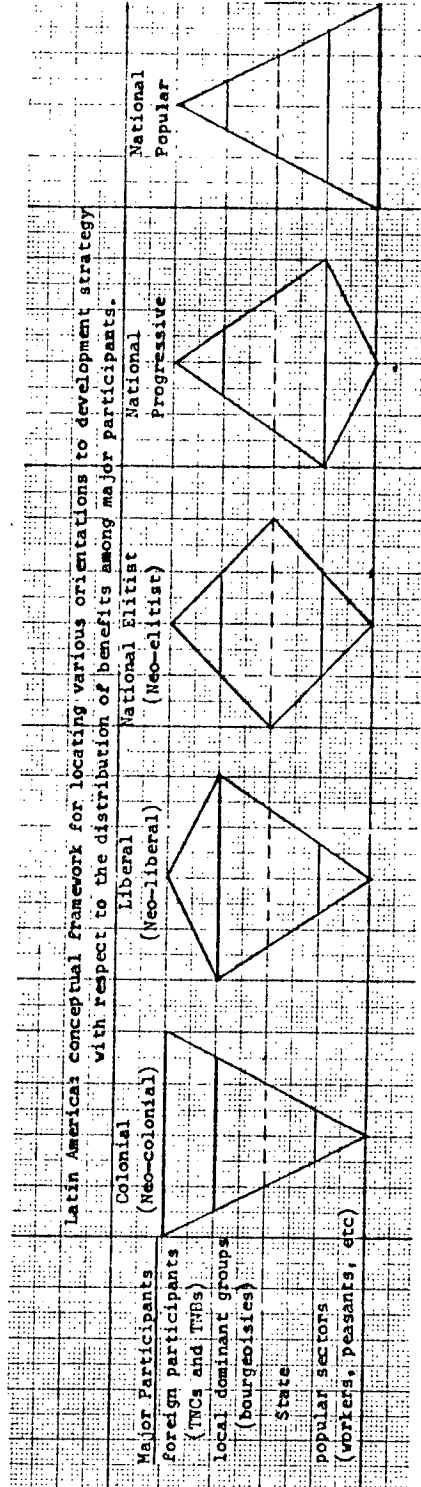 Latin America: conceptual framework for locating various orientations to development strategy
with respect to the distribution of benefits among major participants.
Colonial
(Neo-colonial)
Liberal
(Neo-liberal)
National Elitist
(Neo-elitist)
National
Progressive
National
Popular
Major Participants
foreign participants
(TNCs and TNBs)
local dominant groups
(bourgeoisies)
State
popular sectors
(workers, peasants, etc)